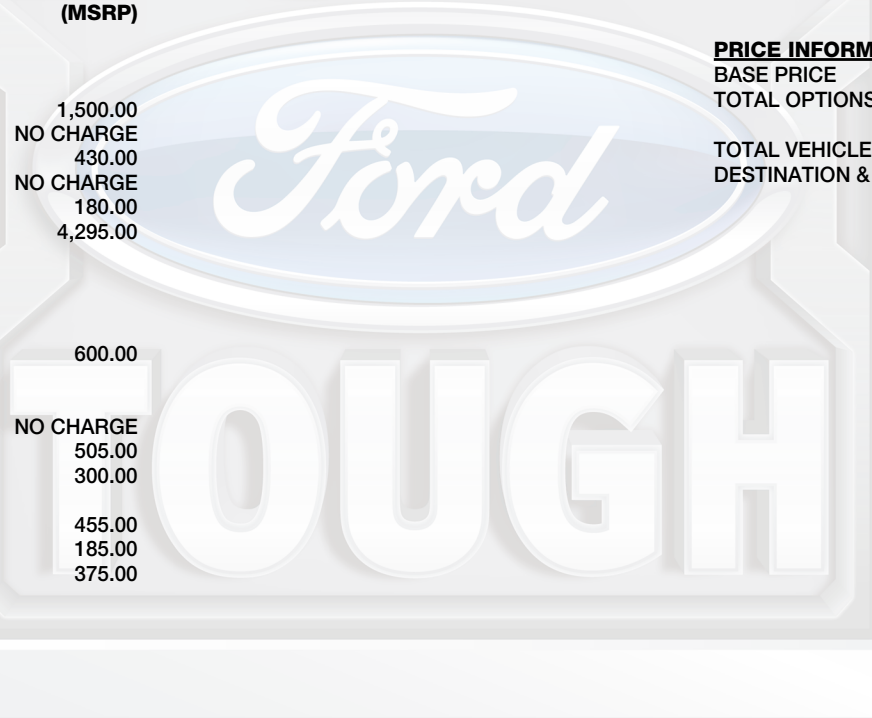 (MSRP)
1,500.00
NO CHARGE
430.00
NO CHARGE
180.00
4,295.00
600.00
NO CHARGE
505.00
300.00
455.00
185.00
375.00
PRICE INFORM
BASE PRICE
TOTAL OPTIONS
TOTAL VEHICLE
DESTINATION &
Ford
TOUGH